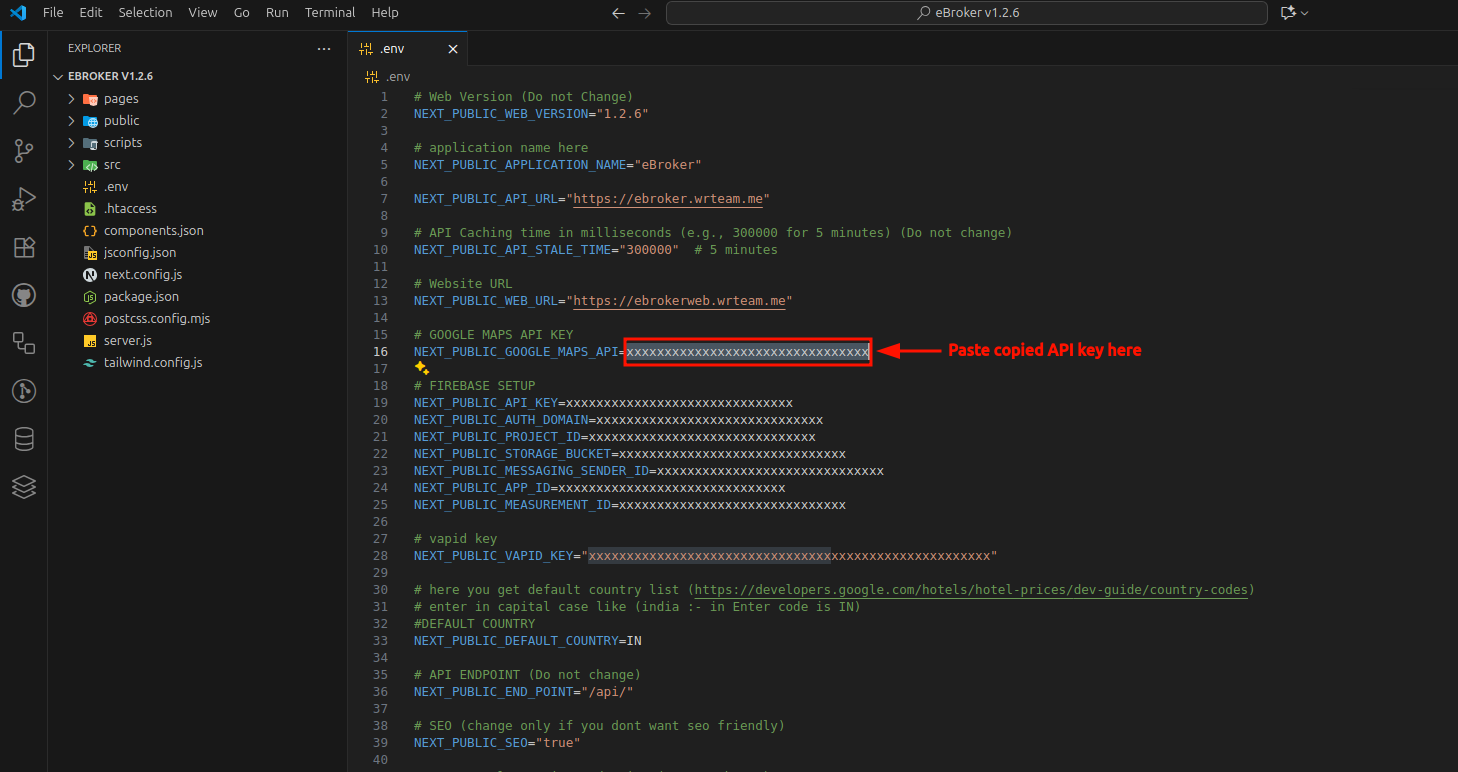 File Edit Selection View Go Run Terminal Help
eBroker v1.2.6
EXPLORER
EBROKER V1.2.6
pages
public
scripts
src
.env
.htaccess
components.json
jsconfig.json
next.config.js
package.json
postcss.config.mjs
server.js
tailwind.config.js
.env
.env
1 # Web Version (Do not Change)
2 NEXT_PUBLIC_WEB_VERSION="1.2.6"
3
4 # application name here
5 NEXT_PUBLIC_APPLICATION_NAME="eBroker"
6
7 NEXT_PUBLIC_API_URL="https://ebroker.wrteam.me"
8
9 # API Caching time in milliseconds (e.g., 300000 for 5 minutes) (Do not change)
10 NEXT_PUBLIC_API_STALE_TIME="300000"  # 5 minutes
11
12 # Website URL
13 NEXT_PUBLIC_WEB_URL="https://ebrokerweb.wrteam.me"
14
15 # GOOGLE MAPS API KEY
16 NEXT_PUBLIC_GOOGLE_MAPS_API=xxxxxxxxxxxxxxxxxxxxxxxxxxxxxxxx Paste copied API key here
17
18 # FIREBASE SETUP
19 NEXT_PUBLIC_API_KEY=xxxxxxxxxxxxxxxxxxxxxxxxxxxxxx
20 NEXT_PUBLIC_AUTH_DOMAIN=xxxxxxxxxxxxxxxxxxxxxxxxxxxxxx
21 NEXT_PUBLIC_PROJECT_ID=xxxxxxxxxxxxxxxxxxxxxxxxxxxxxx
22 NEXT_PUBLIC_STORAGE_BUCKET=xxxxxxxxxxxxxxxxxxxxxxxxxxxxxx
23 NEXT_PUBLIC_MESSAGING_SENDER_ID=xxxxxxxxxxxxxxxxxxxxxxxxxxxxxx
24 NEXT_PUBLIC_APP_ID=xxxxxxxxxxxxxxxxxxxxxxxxxxxxxx
25 NEXT_PUBLIC_MEASUREMENT_ID=xxxxxxxxxxxxxxxxxxxxxxxxxxxxxx
26
27 # vapid key
28 NEXT_PUBLIC_VAPID_KEY="xxxxxxxxxxxxxxxxxxxxxxxxxxxxxxxxxxxxxxxxxxxxxxxxxxxxx"
29
30 # here you get default country list (https://developers.google.com/hotels/hotel-prices/dev-guide/country-codes)
31 # enter in capital case like (india :- in Enter code is IN)
32 #DEFAULT COUNTRY
33 NEXT_PUBLIC_DEFAULT_COUNTRY=IN
34
35 # API ENDPOINT (Do not change)
36 NEXT_PUBLIC_END_POINT="/api/"
37
38 # SEO (change only if you dont want seo friendly)
39 NEXT_PUBLIC_SEO="true"
40